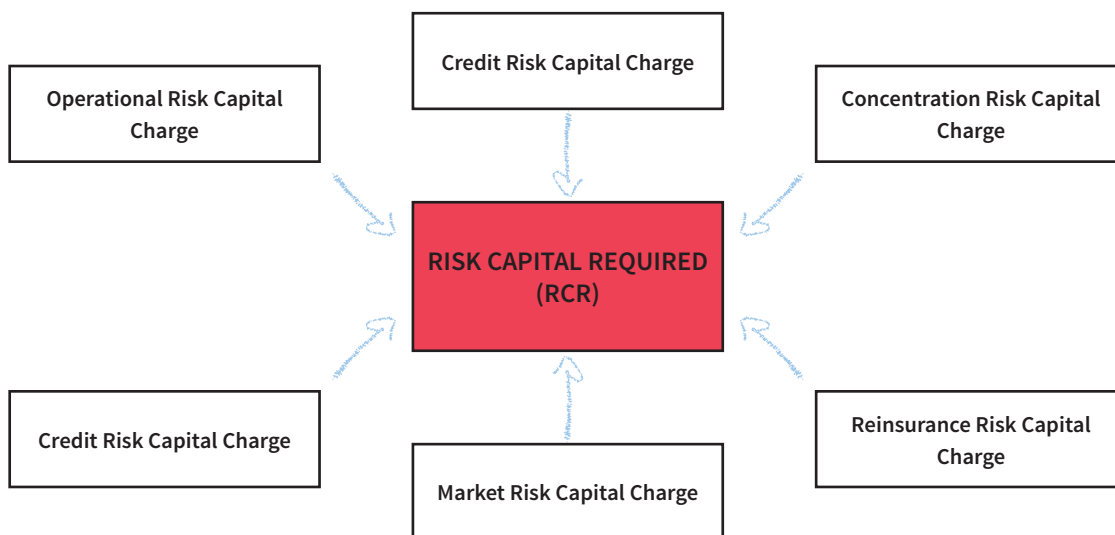 Credit Risk Capital Charge
Operational Risk Capital
Charge
Concentration Risk Capital
Charge
RISK CAPITAL REQUIRED
(RCR)
Credit Risk Capital Charge
Market Risk Capital Charge
Reinsurance Risk Capital
Charge